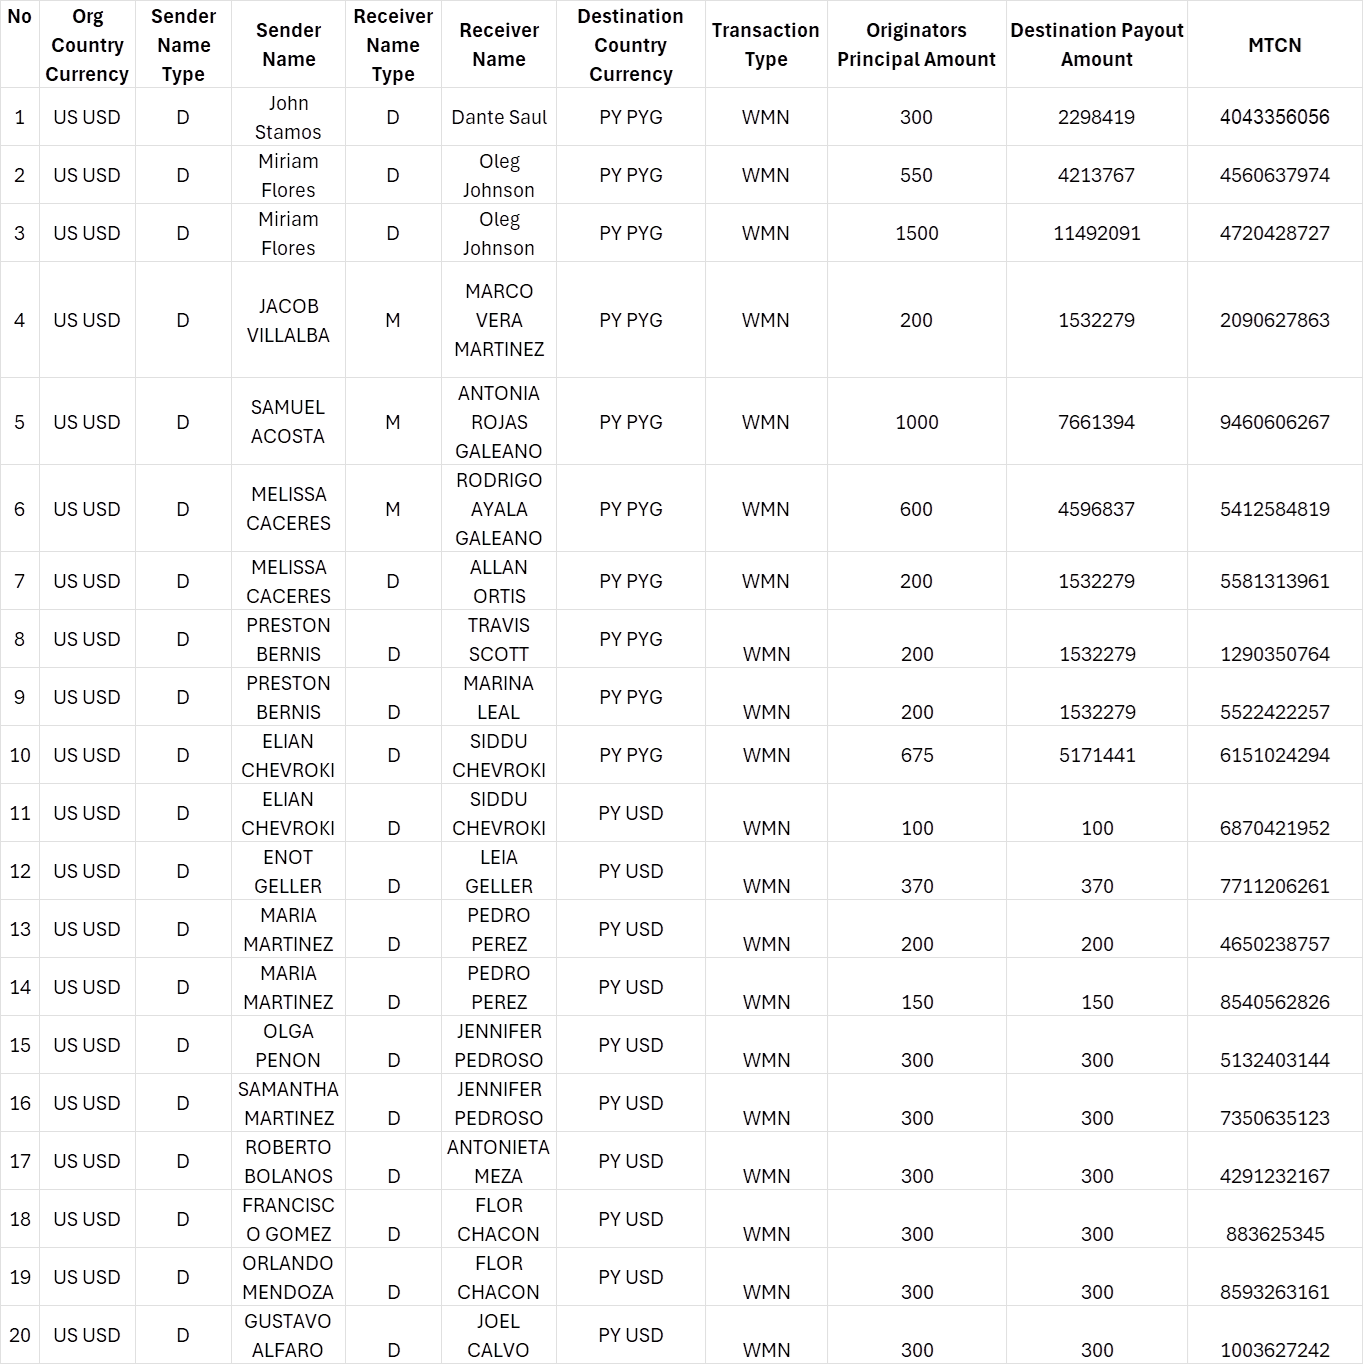 No Org Country Currency Sender Name Type Sender Name Receiver Name Type Receiver Name Destination Country Currency Transaction Type Originators Principal Amount Destination Payout Amount MTCN
1 US USD D John Stamos D Dante Saul PY PYG WMN 300 2298419 4043356056
2 US USD D Miriam Flores D Oleg Johnson PY PYG WMN 550 4213767 4560637974
3 US USD D Miriam Flores D Oleg Johnson PY PYG WMN 1500 11492091 4720428727
4 US USD D JACOB VILLALBA M MARCO VERA MARTINEZ PY PYG WMN 200 1532279 2090627863
5 US USD D SAMUEL ACOSTA M ANTONIA ROJAS GALEANO PY PYG WMN 1000 7661394 9460606267
6 US USD D MELISSA CACERES M RODRIGO AYALA GALEANO PY PYG WMN 600 4596837 5412584819
7 US USD D MELISSA CACERES D ALLAN ORTIS PY PYG WMN 200 1532279 5581313961
8 US USD D PRESTON BERNIS D TRAVIS SCOTT PY PYG WMN 200 1532279 1290350764
9 US USD D PRESTON BERNIS D MARINA LEAL PY PYG WMN 200 1532279 5522422257
10 US USD D ELIAN CHEVROKI D SIDDU CHEVROKI PY PYG WMN 675 5171441 6151024294
11 US USD D ELIAN CHEVROKI D SIDDU CHEVROKI PY USD WMN 100 100 6870421952
12 US USD D ENOT GELLER D LEIA GELLER PY USD WMN 370 370 7711206261
13 US USD D MARIA MARTINEZ D PEDRO PEREZ PY USD WMN 200 200 4650238757
14 US USD D MARIA MARTINEZ D PEDRO PEREZ PY USD WMN 150 150 8540562826
15 US USD D OLGA PENON D JENNIFER PEDROSO PY USD WMN 300 300 5132403144
16 US USD D SAMANTHA MARTINEZ D JENNIFER PEDROSO PY USD WMN 300 300 7350635123
17 US USD D ROBERTO BOLANOS D ANTONIETA MEZA PY USD WMN 300 300 4291232167
18 US USD D FRANCISCO GOMEZ D FLOR CHACON PY USD WMN 300 300 883625345
19 US USD D ORLANDO MENDOZA D FLOR CHACON PY USD WMN 300 300 8593263161
20 US USD D GUSTAVO ALFARO D JOEL CALVO PY USD WMN 300 300 1003627242